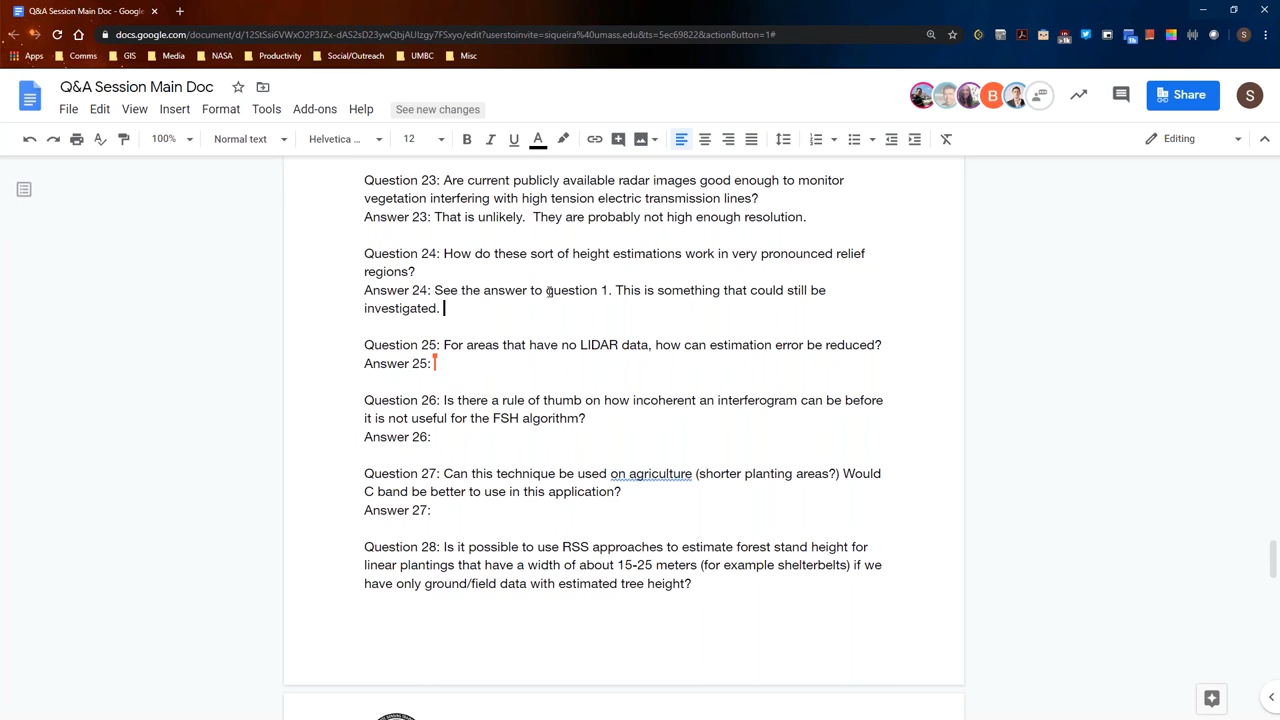 Q&A Session Main Doc - Google
docs.google.com/document/d/12StSsi6VWxO2P3JZx-dAS2sD23ywQbjAUIzgy7FSxyo/edit?userstoinvite=siqueira%40umass.edu&ts=5ec69822&actionButton=1#
Apps Comms GIS Media NASA Productivity Social/Outreach UMBC Misc
Q&A Session Main Doc
File Edit View Insert Format Tools Add-ons Help See new changes
B Share S
100% Normal text Helvetica ... 12 B I U A Editing
Question 23: Are current publicly available radar images good enough to monitor
vegetation interfering with high tension electric transmission lines?
Answer 23: That is unlikely.  They are probably not high enough resolution.
Question 24: How do these sort of height estimations work in very pronounced relief
regions?
Answer 24: See the answer to question 1. This is something that could still be
investigated.
Question 25: For areas that have no LIDAR data, how can estimation error be reduced?
Answer 25:
Question 26: Is there a rule of thumb on how incoherent an interferogram can be before
it is not useful for the FSH algorithm?
Answer 26:
Question 27: Can this technique be used on agriculture (shorter planting areas?) Would
C band be better to use in this application?
Answer 27:
Question 28: Is it possible to use RSS approaches to estimate forest stand height for
linear plantings that have a width of about 15-25 meters (for example shelterbelts) if we
have only ground/field data with estimated tree height?